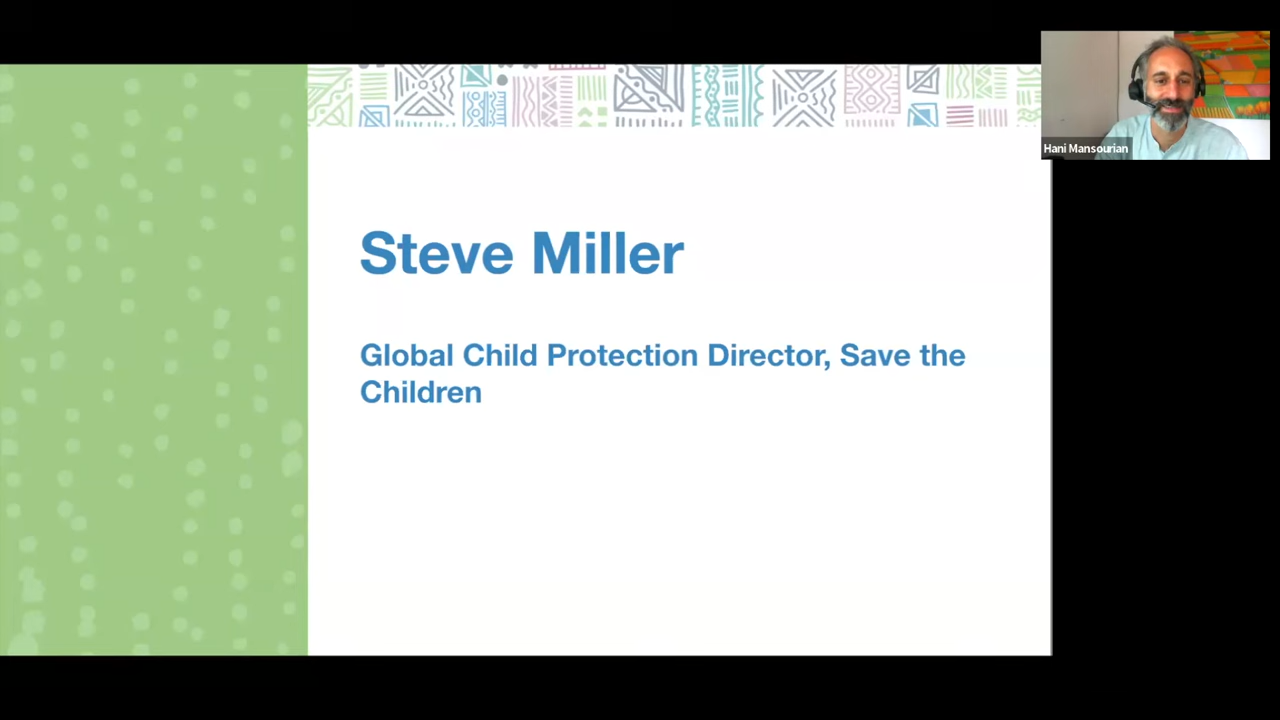 Hani Mansourian
Steve Miller
Global Child Protection Director, Save the
Children